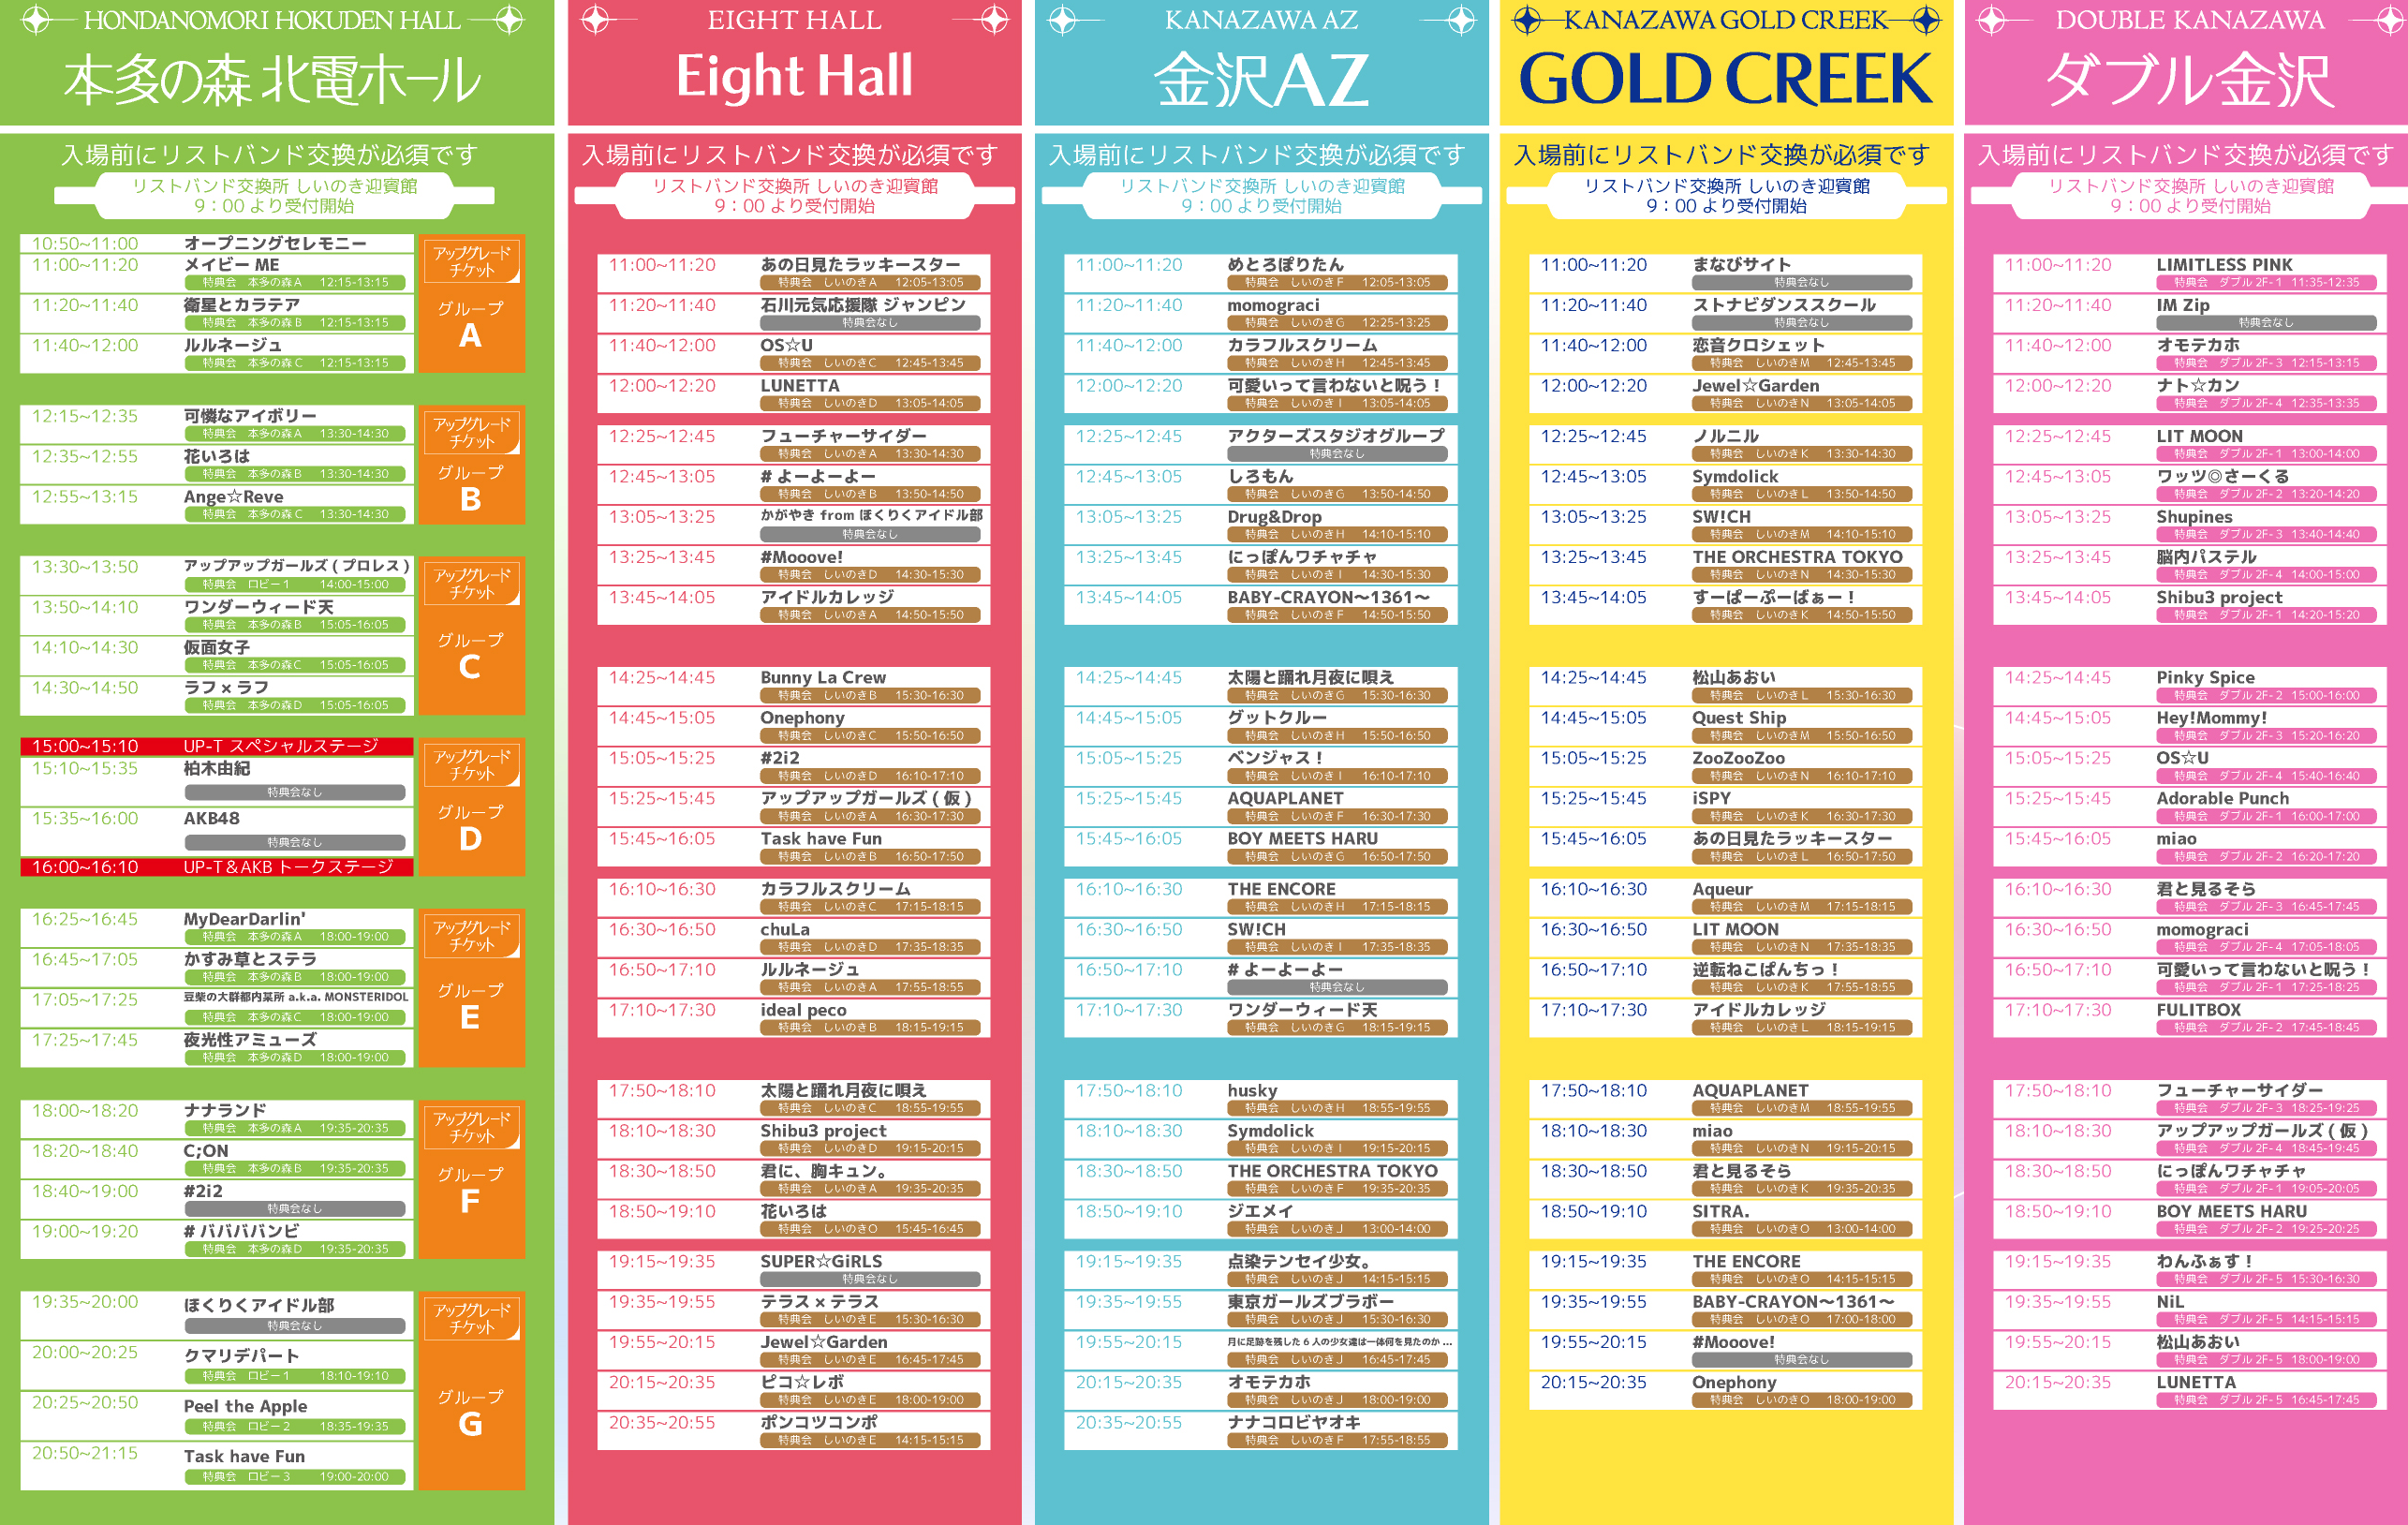 HONDANOMORI HOKUDEN HALL
本多の森 北電ホール
入場前にリストバンド交換が必須です
リストバンド交換所 しいのき迎賓館
9：00 より受付開始
10:50~11:00 オープニングセレモニー
11:00~11:20 メイビー ME
特典会 本多の森A 12:15-13:15
11:20~11:40 衛星とカラテア
特典会 本多の森B 12:15-13:15
11:40~12:00 ルルネージュ
特典会 本多の森C 12:15-13:15
アップグレード
チケット
グループ
A
12:15~12:35 可憐なアイボリー
特典会 本多の森A 13:30-14:30
12:35~12:55 花いろは
特典会 本多の森B 13:30-14:30
12:55~13:15 Ange☆Reve
特典会 本多の森C 13:30-14:30
アップグレード
チケット
グループ
B
13:30~13:50 アップアップガールズ ( プロレス )
特典会 ロビー1 14:00-15:00
13:50~14:10 ワンダーウィード天
特典会 本多の森B 15:05-16:05
14:10~14:30 仮面女子
特典会 本多の森C 15:05-16:05
14:30~14:50 ラフ × ラフ
特典会 本多の森D 15:05-16:05
アップグレード
チケット
グループ
C
15:00~15:10 UP-T スペシャルステージ
15:10~15:35 柏木由紀
特典会なし
15:35~16:00 AKB48
特典会なし
16:00~16:10 UP-T＆AKB トークステージ
アップグレード
チケット
グループ
D
16:25~16:45 MyDearDarlin'
特典会 本多の森A 18:00-19:00
16:45~17:05 かすみ草とステラ
特典会 本多の森B 18:00-19:00
17:05~17:25 豆柴の大群都内某所 a.k.a. MONSTERIDOL
特典会 本多の森C 18:00-19:00
17:25~17:45 夜光性アミューズ
特典会 本多の森D 18:00-19:00
アップグレード
チケット
グループ
E
18:00~18:20 ナナランド
特典会 本多の森A 19:35-20:35
18:20~18:40 C;ON
特典会 本多の森B 19:35-20:35
18:40~19:00 #2i2
特典会なし
19:00~19:20 # ババババンビ
特典会 本多の森D 19:35-20:35
アップグレード
チケット
グループ
F
19:35~20:00 ほくりくアイドル部
特典会なし
20:00~20:25 クマリデパート
特典会 ロビー1 18:10-19:10
20:25~20:50 Peel the Apple
特典会 ロビー2 18:35-19:35
20:50~21:15 Task have Fun
特典会 ロビー3 19:00-20:00
アップグレード
チケット
グループ
G
EIGHT HALL
Eight Hall
入場前にリストバンド交換が必須です
リストバンド交換所 しいのき迎賓館
9：00 より受付開始
11:00~11:20 あの日見たラッキースター
特典会 しいのきA 12:05-13:05
11:20~11:40 石川元気応援隊 ジャンピン
特典会なし
11:40~12:00 OS☆U
特典会 しいのきC 12:45-13:45
12:00~12:20 LUNETTA
特典会 しいのきD 13:05-14:05
12:25~12:45 フューチャーサイダー
特典会 しいのきA 13:30-14:30
12:45~13:05 # よーよーよー
特典会 しいのきB 13:50-14:50
13:05~13:25 かがやき from ほくりくアイドル部
特典会なし
13:25~13:45 #Mooove!
特典会 しいのきD 14:30-15:30
13:45~14:05 アイドルカレッジ
特典会 しいのきA 14:50-15:50
14:25~14:45 Bunny La Crew
特典会 しいのきB 15:30-16:30
14:45~15:05 Onephony
特典会 しいのきC 15:50-16:50
15:05~15:25 #2i2
特典会 しいのきD 16:10-17:10
15:25~15:45 アップアップガールズ ( 仮 )
特典会 しいのきA 16:30-17:30
15:45~16:05 Task have Fun
特典会 しいのきB 16:50-17:50
16:10~16:30 カラフルスクリーム
特典会 しいのきC 17:15-18:15
16:30~16:50 chuLa
特典会 しいのきD 17:35-18:35
16:50~17:10 ルルネージュ
特典会 しいのきA 17:55-18:55
17:10~17:30 ideal peco
特典会 しいのきB 18:15-19:15
17:50~18:10 太陽と踊れ月夜に唄え
特典会 しいのきC 18:55-19:55
18:10~18:30 Shibu3 project
特典会 しいのきD 19:15-20:15
18:30~18:50 君に、胸キュン。
特典会 しいのきA 19:35-20:35
18:50~19:10 花いろは
特典会 しいのきO 15:45-16:45
19:15~19:35 SUPER☆GiRLS
特典会なし
19:35~19:55 テラス × テラス
特典会 しいのきE 15:30-16:30
19:55~20:15 Jewel☆Garden
特典会 しいのきE 16:45-17:45
20:15~20:35 ピコ☆レボ
特典会 しいのきE 18:00-19:00
20:35~20:55 ポンコツコンポ
特典会 しいのきE 14:15-15:15
KANAZAWA AZ
金沢AZ
入場前にリストバンド交換が必須です
リストバンド交換所 しいのき迎賓館
9：00 より受付開始
11:00~11:20 めとろぽりたん
特典会 しいのきF 12:05-13:05
11:20~11:40 momograci
特典会 しいのきG 12:25-13:25
11:40~12:00 カラフルスクリーム
特典会 しいのきH 12:45-13:45
12:00~12:20 可愛いって言わないと呪う！
特典会 しいのきI 13:05-14:05
12:25~12:45 アクターズスタジオグループ
特典会なし
12:45~13:05 しろもん
特典会 しいのきG 13:50-14:50
13:05~13:25 Drug&Drop
特典会 しいのきH 14:10-15:10
13:25~13:45 にっぽんワチャチャ
特典会 しいのきI 14:30-15:30
13:45~14:05 BABY-CRAYON〜1361〜
特典会 しいのきF 14:50-15:50
14:25~14:45 太陽と踊れ月夜に唄え
特典会 しいのきG 15:30-16:30
14:45~15:05 グットクルー
特典会 しいのきH 15:50-16:50
15:05~15:25 ベンジャス！
特典会 しいのきI 16:10-17:10
15:25~15:45 AQUAPLANET
特典会 しいのきF 16:30-17:30
15:45~16:05 BOY MEETS HARU
特典会 しいのきG 16:50-17:50
16:10~16:30 THE ENCORE
特典会 しいのきH 17:15-18:15
16:30~16:50 SW!CH
特典会 しいのきI 17:35-18:35
16:50~17:10 # よーよーよー
特典会なし
17:10~17:30 ワンダーウィード天
特典会 しいのきG 18:15-19:15
17:50~18:10 husky
特典会 しいのきH 18:55-19:55
18:10~18:30 Symdolick
特典会 しいのきI 19:15-20:15
18:30~18:50 THE ORCHESTRA TOKYO
特典会 しいのきF 19:35-20:35
18:50~19:10 ジエメイ
特典会 しいのきJ 13:00-14:00
19:15~19:35 点染テンセイ少女。
特典会 しいのきJ 14:15-15:15
19:35~19:55 東京ガールズブラボー
特典会 しいのきJ 15:30-16:30
19:55~20:15 月に足跡を残した 6 人の少女達は一体何を見たのか ...
特典会 しいのきJ 16:45-17:45
20:15~20:35 オモテカホ
特典会 しいのきJ 18:00-19:00
20:35~20:55 ナナコロビヤオキ
特典会 しいのきF 17:55-18:55
KANAZAWA GOLD CREEK
GOLD CREEK
入場前にリストバンド交換が必須です
リストバンド交換所 しいのき迎賓館
9：00 より受付開始
11:00~11:20 まなびサイト
特典会なし
11:20~11:40 ストナビダンススクール
特典会なし
11:40~12:00 恋音クロシェット
特典会 しいのきM 12:45-13:45
12:00~12:20 Jewel☆Garden
特典会 しいのきN 13:05-14:05
12:25~12:45 ノルニル
特典会 しいのきK 13:30-14:30
12:45~13:05 Symdolick
特典会 しいのきL 13:50-14:50
13:05~13:25 SW!CH
特典会 しいのきM 14:10-15:10
13:25~13:45 THE ORCHESTRA TOKYO
特典会 しいのきN 14:30-15:30
13:45~14:05 すーぱーぷーばぁー！
特典会 しいのきK 14:50-15:50
14:25~14:45 松山あおい
特典会 しいのきL 15:30-16:30
14:45~15:05 Quest Ship
特典会 しいのきM 15:50-16:50
15:05~15:25 ZooZooZoo
特典会 しいのきN 16:10-17:10
15:25~15:45 iSPY
特典会 しいのきK 16:30-17:30
15:45~16:05 あの日見たラッキースター
特典会 しいのきL 16:50-17:50
16:10~16:30 Aqueur
特典会 しいのきM 17:15-18:15
16:30~16:50 LIT MOON
特典会 しいのきN 17:35-18:35
16:50~17:10 逆転ねこぱんちっ！
特典会 しいのきK 17:55-18:55
17:10~17:30 アイドルカレッジ
特典会 しいのきL 18:15-19:15
17:50~18:10 AQUAPLANET
特典会 しいのきM 18:55-19:55
18:10~18:30 miao
特典会 しいのきN 19:15-20:15
18:30~18:50 君と見るそら
特典会 しいのきK 19:35-20:35
18:50~19:10 SITRA.
特典会 しいのきO 13:00-14:00
19:15~19:35 THE ENCORE
特典会 しいのきO 14:15-15:15
19:35~19:55 BABY-CRAYON〜1361〜
特典会 しいのきO 17:00-18:00
19:55~20:15 #Mooove!
特典会なし
20:15~20:35 Onephony
特典会 しいのきO 18:00-19:00
DOUBLE KANAZAWA
ダブル金沢
入場前にリストバンド交換が必須です
リストバンド交換所 しいのき迎賓館
9：00 より受付開始
11:00~11:20 LIMITLESS PINK
特典会 ダブル2F-1 11:35-12:35
11:20~11:40 IM Zip
特典会なし
11:40~12:00 オモテカホ
特典会 ダブル2F-3 12:15-13:15
12:00~12:20 ナト☆カン
特典会 ダブル2F-4 12:35-13:35
12:25~12:45 LIT MOON
特典会 ダブル2F-1 13:00-14:00
12:45~13:05 ワッツ◎さーくる
特典会 ダブル2F-2 13:20-14:20
13:05~13:25 Shupines
特典会 ダブル2F-3 13:40-14:40
13:25~13:45 脳内パステル
特典会 ダブル2F-4 14:00-15:00
13:45~14:05 Shibu3 project
特典会 ダブル2F-1 14:20-15:20
14:25~14:45 Pinky Spice
特典会 ダブル2F-2 15:00-16:00
14:45~15:05 Hey!Mommy!
特典会 ダブル2F-3 15:20-16:20
15:05~15:25 OS☆U
特典会 ダブル2F-4 15:40-16:40
15:25~15:45 Adorable Punch
特典会 ダブル2F-1 16:00-17:00
15:45~16:05 miao
特典会 ダブル2F-2 16:20-17:20
16:10~16:30 君と見るそら
特典会 ダブル2F-3 16:45-17:45
16:30~16:50 momograci
特典会 ダブル2F-4 17:05-18:05
16:50~17:10 可愛いって言わないと呪う！
特典会 ダブル2F-1 17:25-18:25
17:10~17:30 FULITBOX
特典会 ダブル2F-2 17:45-18:45
17:50~18:10 フューチャーサイダー
特典会 ダブル2F-3 18:25-19:25
18:10~18:30 アップアップガールズ ( 仮 )
特典会 ダブル2F-4 18:45-19:45
18:30~18:50 にっぽんワチャチャ
特典会 ダブル2F-1 19:05-20:05
18:50~19:10 BOY MEETS HARU
特典会 ダブル2F-2 19:25-20:25
19:15~19:35 わんふぁす！
特典会 ダブル2F-5 15:30-16:30
19:35~19:55 NiL
特典会 ダブル2F-5 14:15-15:15
19:55~20:15 松山あおい
特典会 ダブル2F-5 18:00-19:00
20:15~20:35 LUNETTA
特典会 ダブル2F-5 16:45-17:45